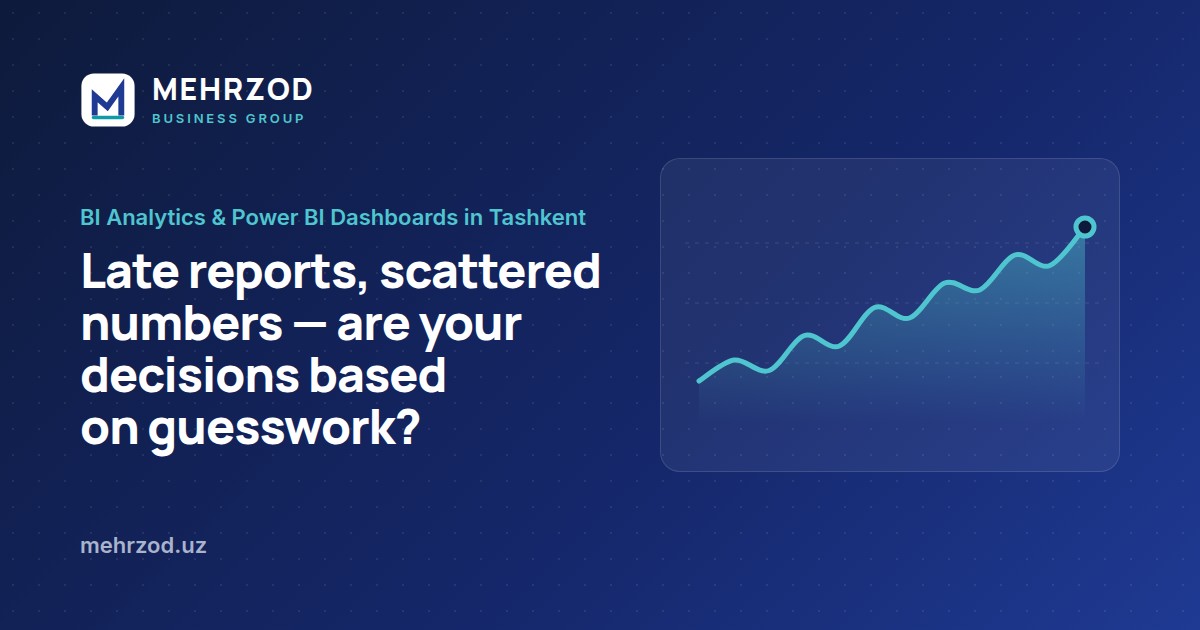 MEHRZOD
BUSINESS GROUP
BI Analytics & Power BI Dashboards in Tashkent
Late reports, scattered
numbers — are your
decisions based
on guesswork?
mehrzod.uz